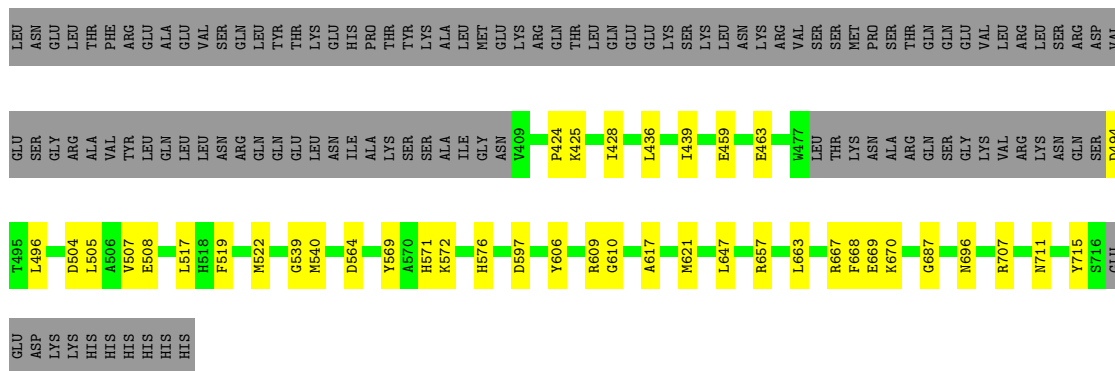 LEU ASN GLU LEU THR PHE ARG GLU ALA GLU VAL SER GLN LEU TYR THR LYS GLU HIS PRO THR TYR LYS ALA LEU MET GLU LYS ARG GLN THR LEU GLN GLU GLU LYS SER LYS LEU ASN LYS ARG VAL SER SER MET PRO SER THR GLN GLN GLU VAL LEU ARG LEU SER ARG ASP VAL
GLU SER GLY ARG ALA VAL TYR LEU GLN LEU LEU ASN ARG GLN GLN GLU LEU ASN ILE ALA LYS SER SER ALA ILE GLY ASN V409 P424 K425 I428 L436 I439 E459 E463 W477 LEU THR LYS ASN ALA ARG GLN SER GLY LYS VAL ARG LYS ASN GLN SER D494
T495 L496 D504 L505 A506 V507 E508 L517 H518 F519 M522 G539 M540 D564 Y569 A570 H571 K572 H576 D597 Y606 R609 G610 A617 M621 L647 R657 L663 R667 F668 E669 K670 G687 N696 R707 N711 Y715 S716 GLU
GLU ASP LYS LYS HIS HIS HIS HIS HIS HIS